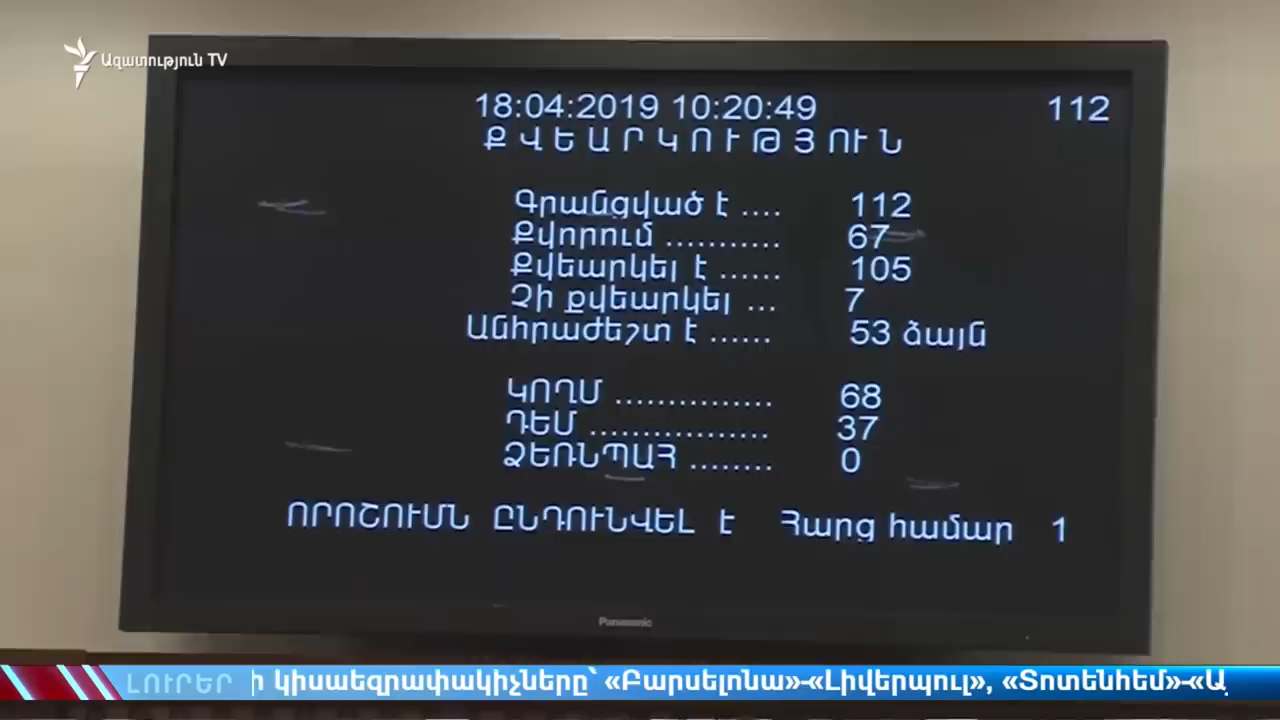 Ազատություն TV
18:04:2019 10:20:49 112
ՔՎԵԱՐԿՈՒԹՅՈՒՆ
Գրանցված է .... 112
Քվորում ........... 67
Քվեարկել է ...... 105
Չի քվեարկել ... 7
Անհրաժեշտ է ...... 53 ձայն
ԿՈՂՄ ............... 68
ԴԵՄ ................. 37
ՁԵՌՆՊԱՀ ........ 0
ՈՐՈՇՈՒՄՆ ԸՆԴՈՒՆՎԵԼ է Հարց համար 1
Panasonic
ԼՈՒՐԵՐ ի կիսաեզրափակիչները՝ «Բարսելոնա»-«Լիվերպուլ», «Տոտենհեմ»-«Ա